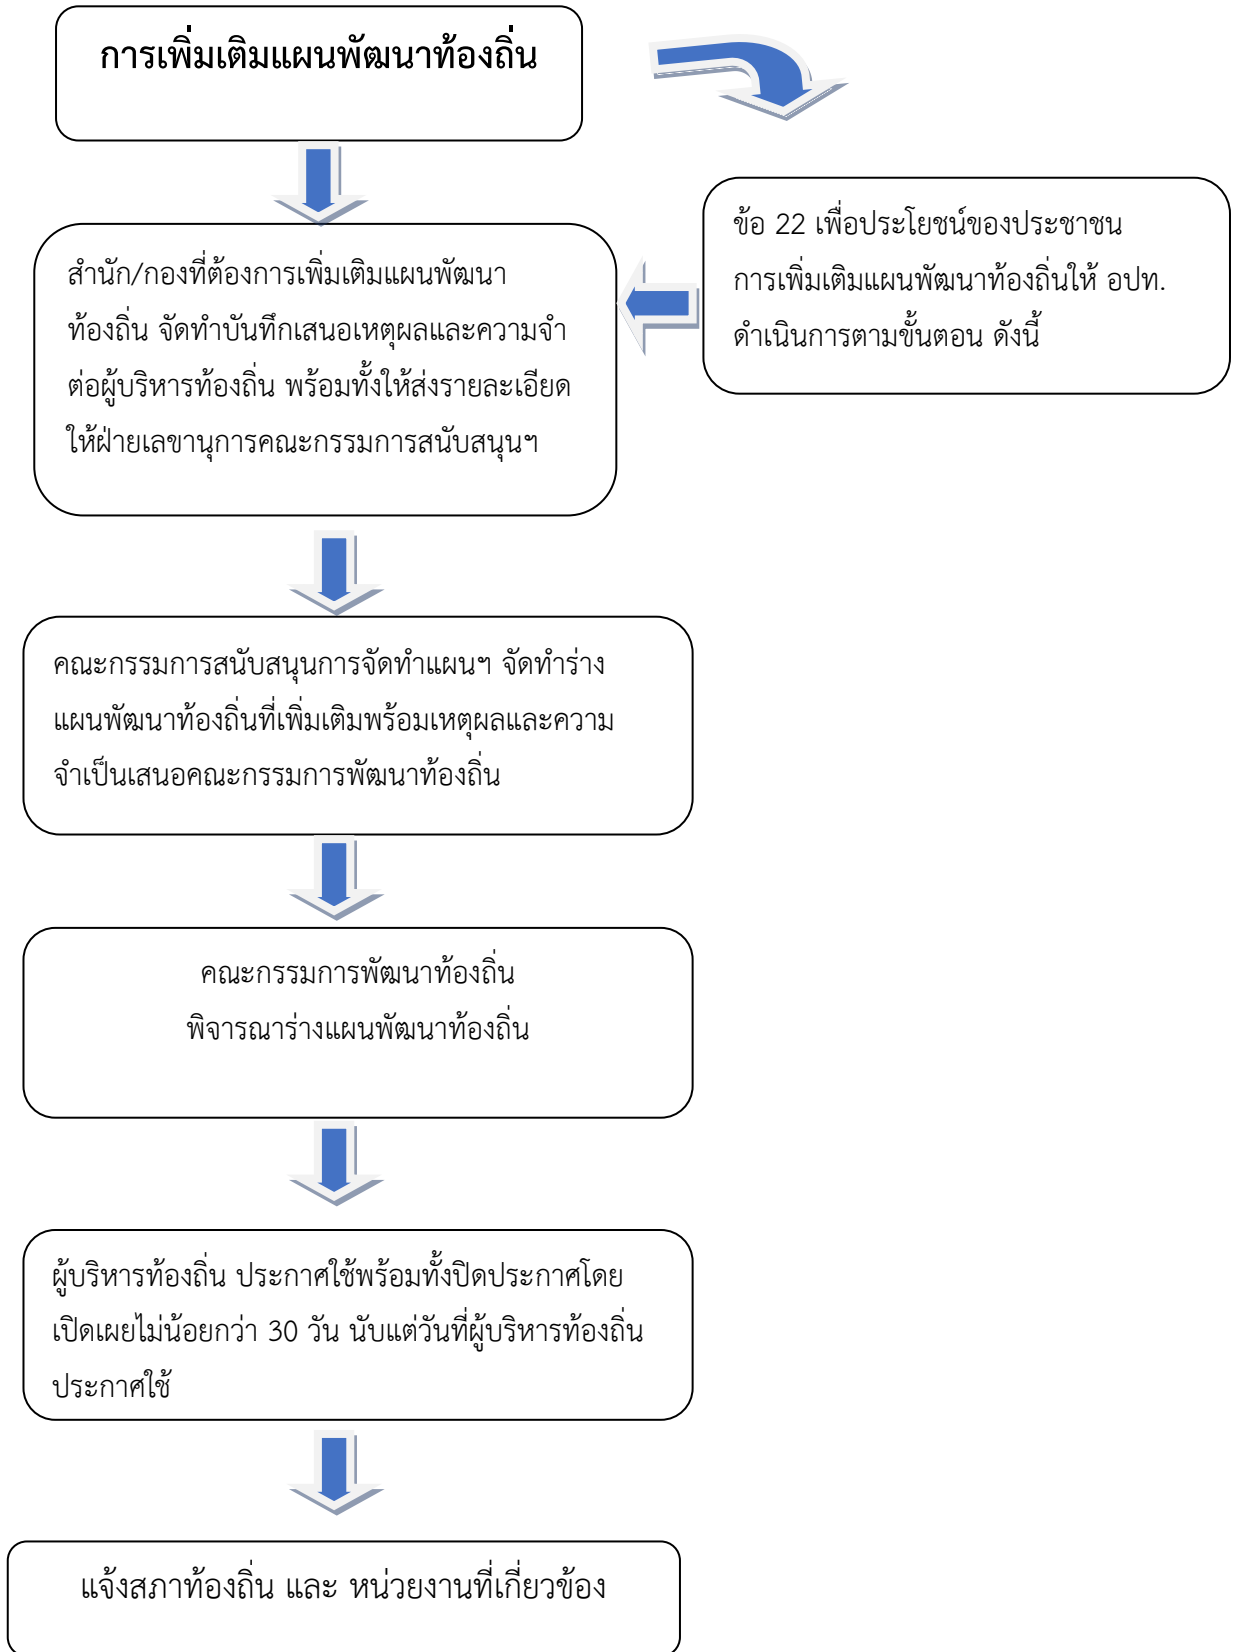 การเพิ่มเติมแผนพัฒนาท้องถิ่น
ข้อ 22 เพื่อประโยชน์ของประชาชน
การเพิ่มเติมแผนพัฒนาท้องถิ่นให้ อปท.
ดำเนินการตามขั้นตอน ดังนี้
สำนัก/กองที่ต้องการเพิ่มเติมแผนพัฒนา
ท้องถิ่น จัดทำบันทึกเสนอเหตุผลและความจำ
ต่อผู้บริหารท้องถิ่น พร้อมทั้งให้ส่งรายละเอียด
ให้ฝ่ายเลขานุการคณะกรรมการสนับสนุนฯ
คณะกรรมการสนับสนุนการจัดทำแผนฯ จัดทำร่าง
แผนพัฒนาท้องถิ่นที่เพิ่มเติมพร้อมเหตุผลและความ
จำเป็นเสนอคณะกรรมการพัฒนาท้องถิ่น
คณะกรรมการพัฒนาท้องถิ่น
พิจารณาร่างแผนพัฒนาท้องถิ่น
ผู้บริหารท้องถิ่น ประกาศใช้พร้อมทั้งปิดประกาศโดย
เปิดเผยไม่น้อยกว่า 30 วัน นับแต่วันที่ผู้บริหารท้องถิ่น
ประกาศใช้
แจ้งสภาท้องถิ่น และ หน่วยงานที่เกี่ยวข้อง